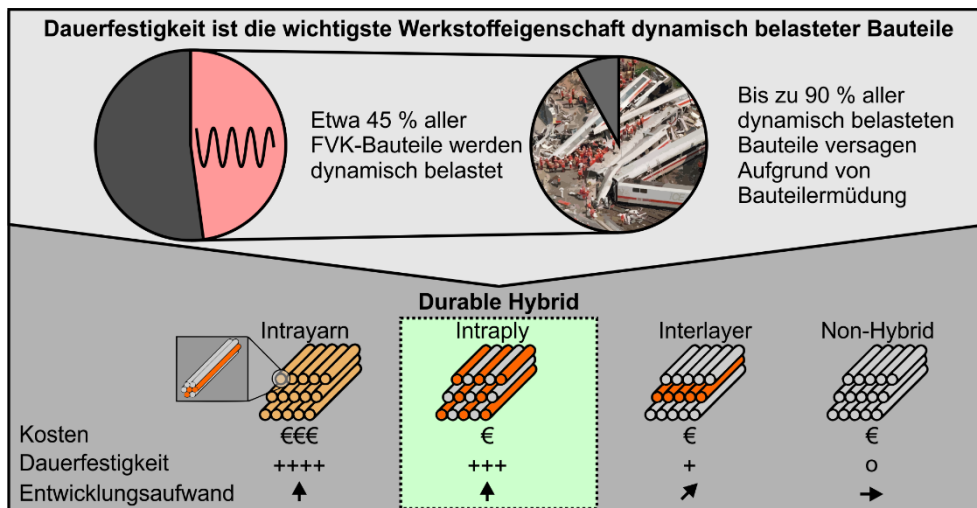 Dauerfestigkeit ist die wichtigste Werkstoffeigenschaft dynamisch belasteter Bauteile
Etwa 45 % aller
FVK-Bauteile werden
dynamisch belastet
Bis zu 90 % aller
dynamisch belasteten
Bauteile versagen
Aufgrund von
Bauteilermüdung
Durable Hybrid
Intrayarn Intraply Interlayer Non-Hybrid
Kosten €€€ € € €
Dauerfestigkeit ++++ +++ + o
Entwicklungsaufwand ↑ ↑ ↗ →